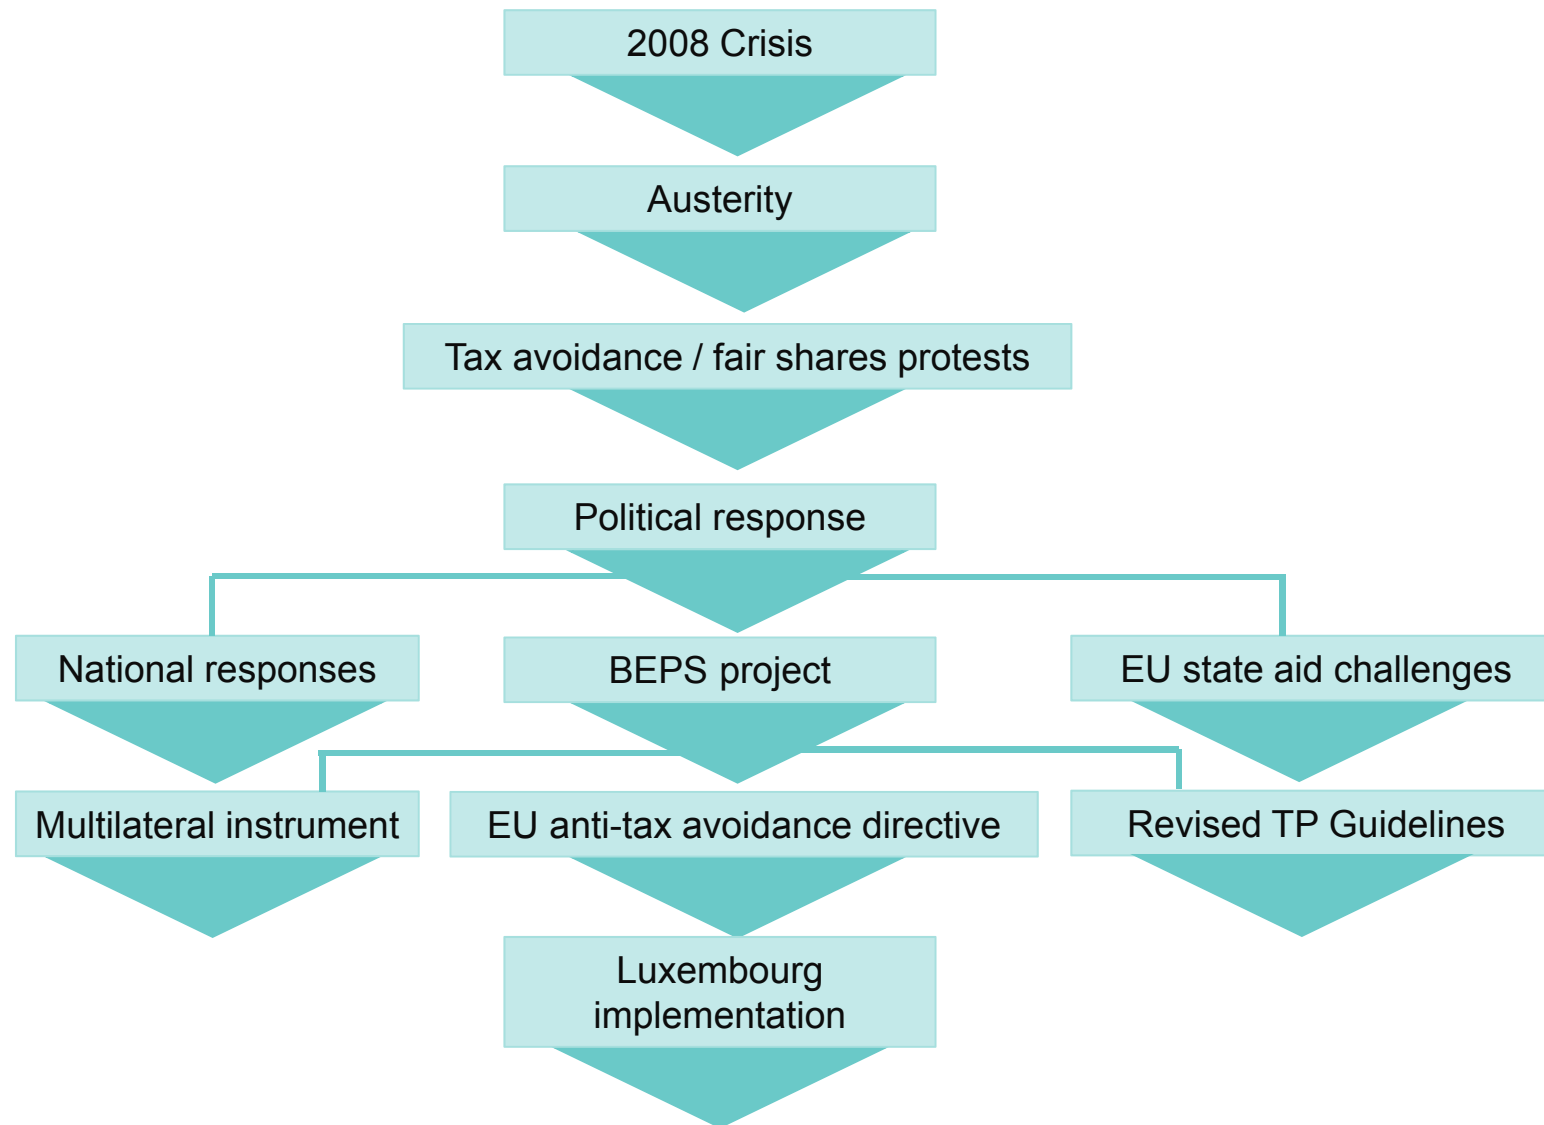 2008 Crisis
Austerity
Tax avoidance / fair shares protests
Political response
National responses
BEPS project
EU state aid challenges
Multilateral instrument
EU anti-tax avoidance directive
Revised TP Guidelines
Luxembourg
implementation